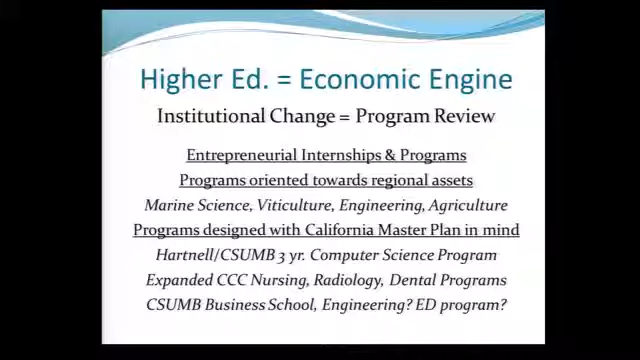 Higher Ed. = Economic Engine
Institutional Change = Program Review
Entrepreneurial Internships & Programs
Programs oriented towards regional assets
Marine Science, Viticulture, Engineering, Agriculture
Programs designed with California Master Plan in mind
Hartnell/CSUMB 3 yr. Computer Science Program
Expanded CCC Nursing, Radiology, Dental Programs
CSUMB Business School, Engineering? ED program?